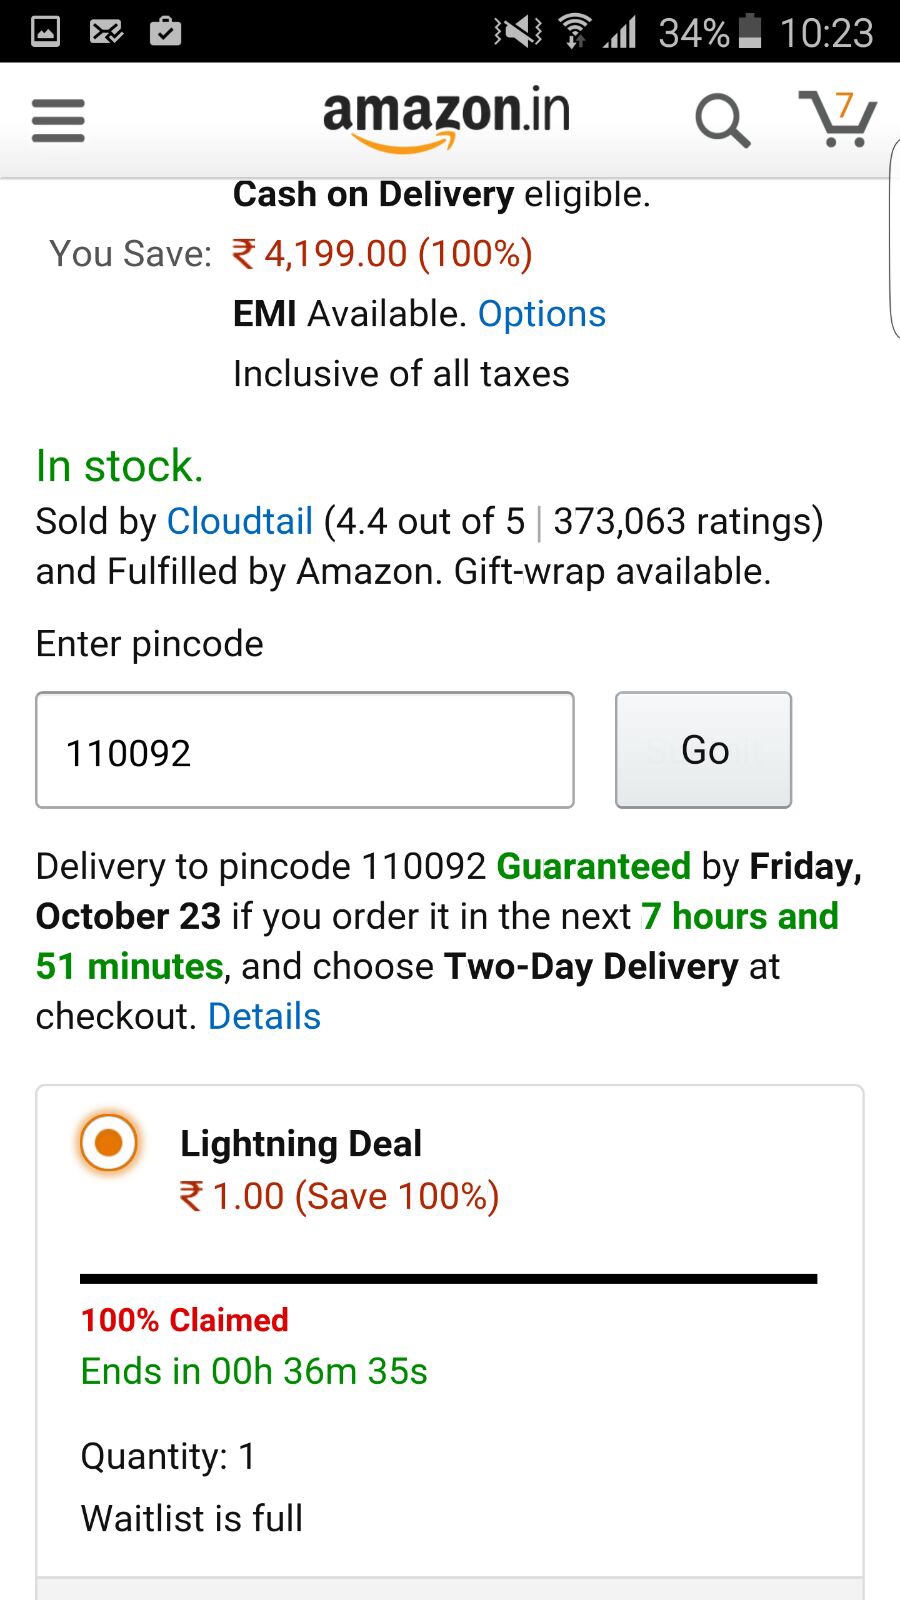 34% 10:23
amazon.in
7
Cash on Delivery eligible.
You Save: ₹ 4,199.00 (100%)
EMI Available. Options
Inclusive of all taxes
In stock.
Sold by Cloudtail (4.4 out of 5 | 373,063 ratings)
and Fulfilled by Amazon. Gift-wrap available.
Enter pincode
110092
Go
Delivery to pincode 110092 Guaranteed by Friday,
October 23 if you order it in the next 7 hours and
51 minutes, and choose Two-Day Delivery at
checkout. Details
Lightning Deal
₹ 1.00 (Save 100%)
100% Claimed
Ends in 00h 36m 35s
Quantity: 1
Waitlist is full